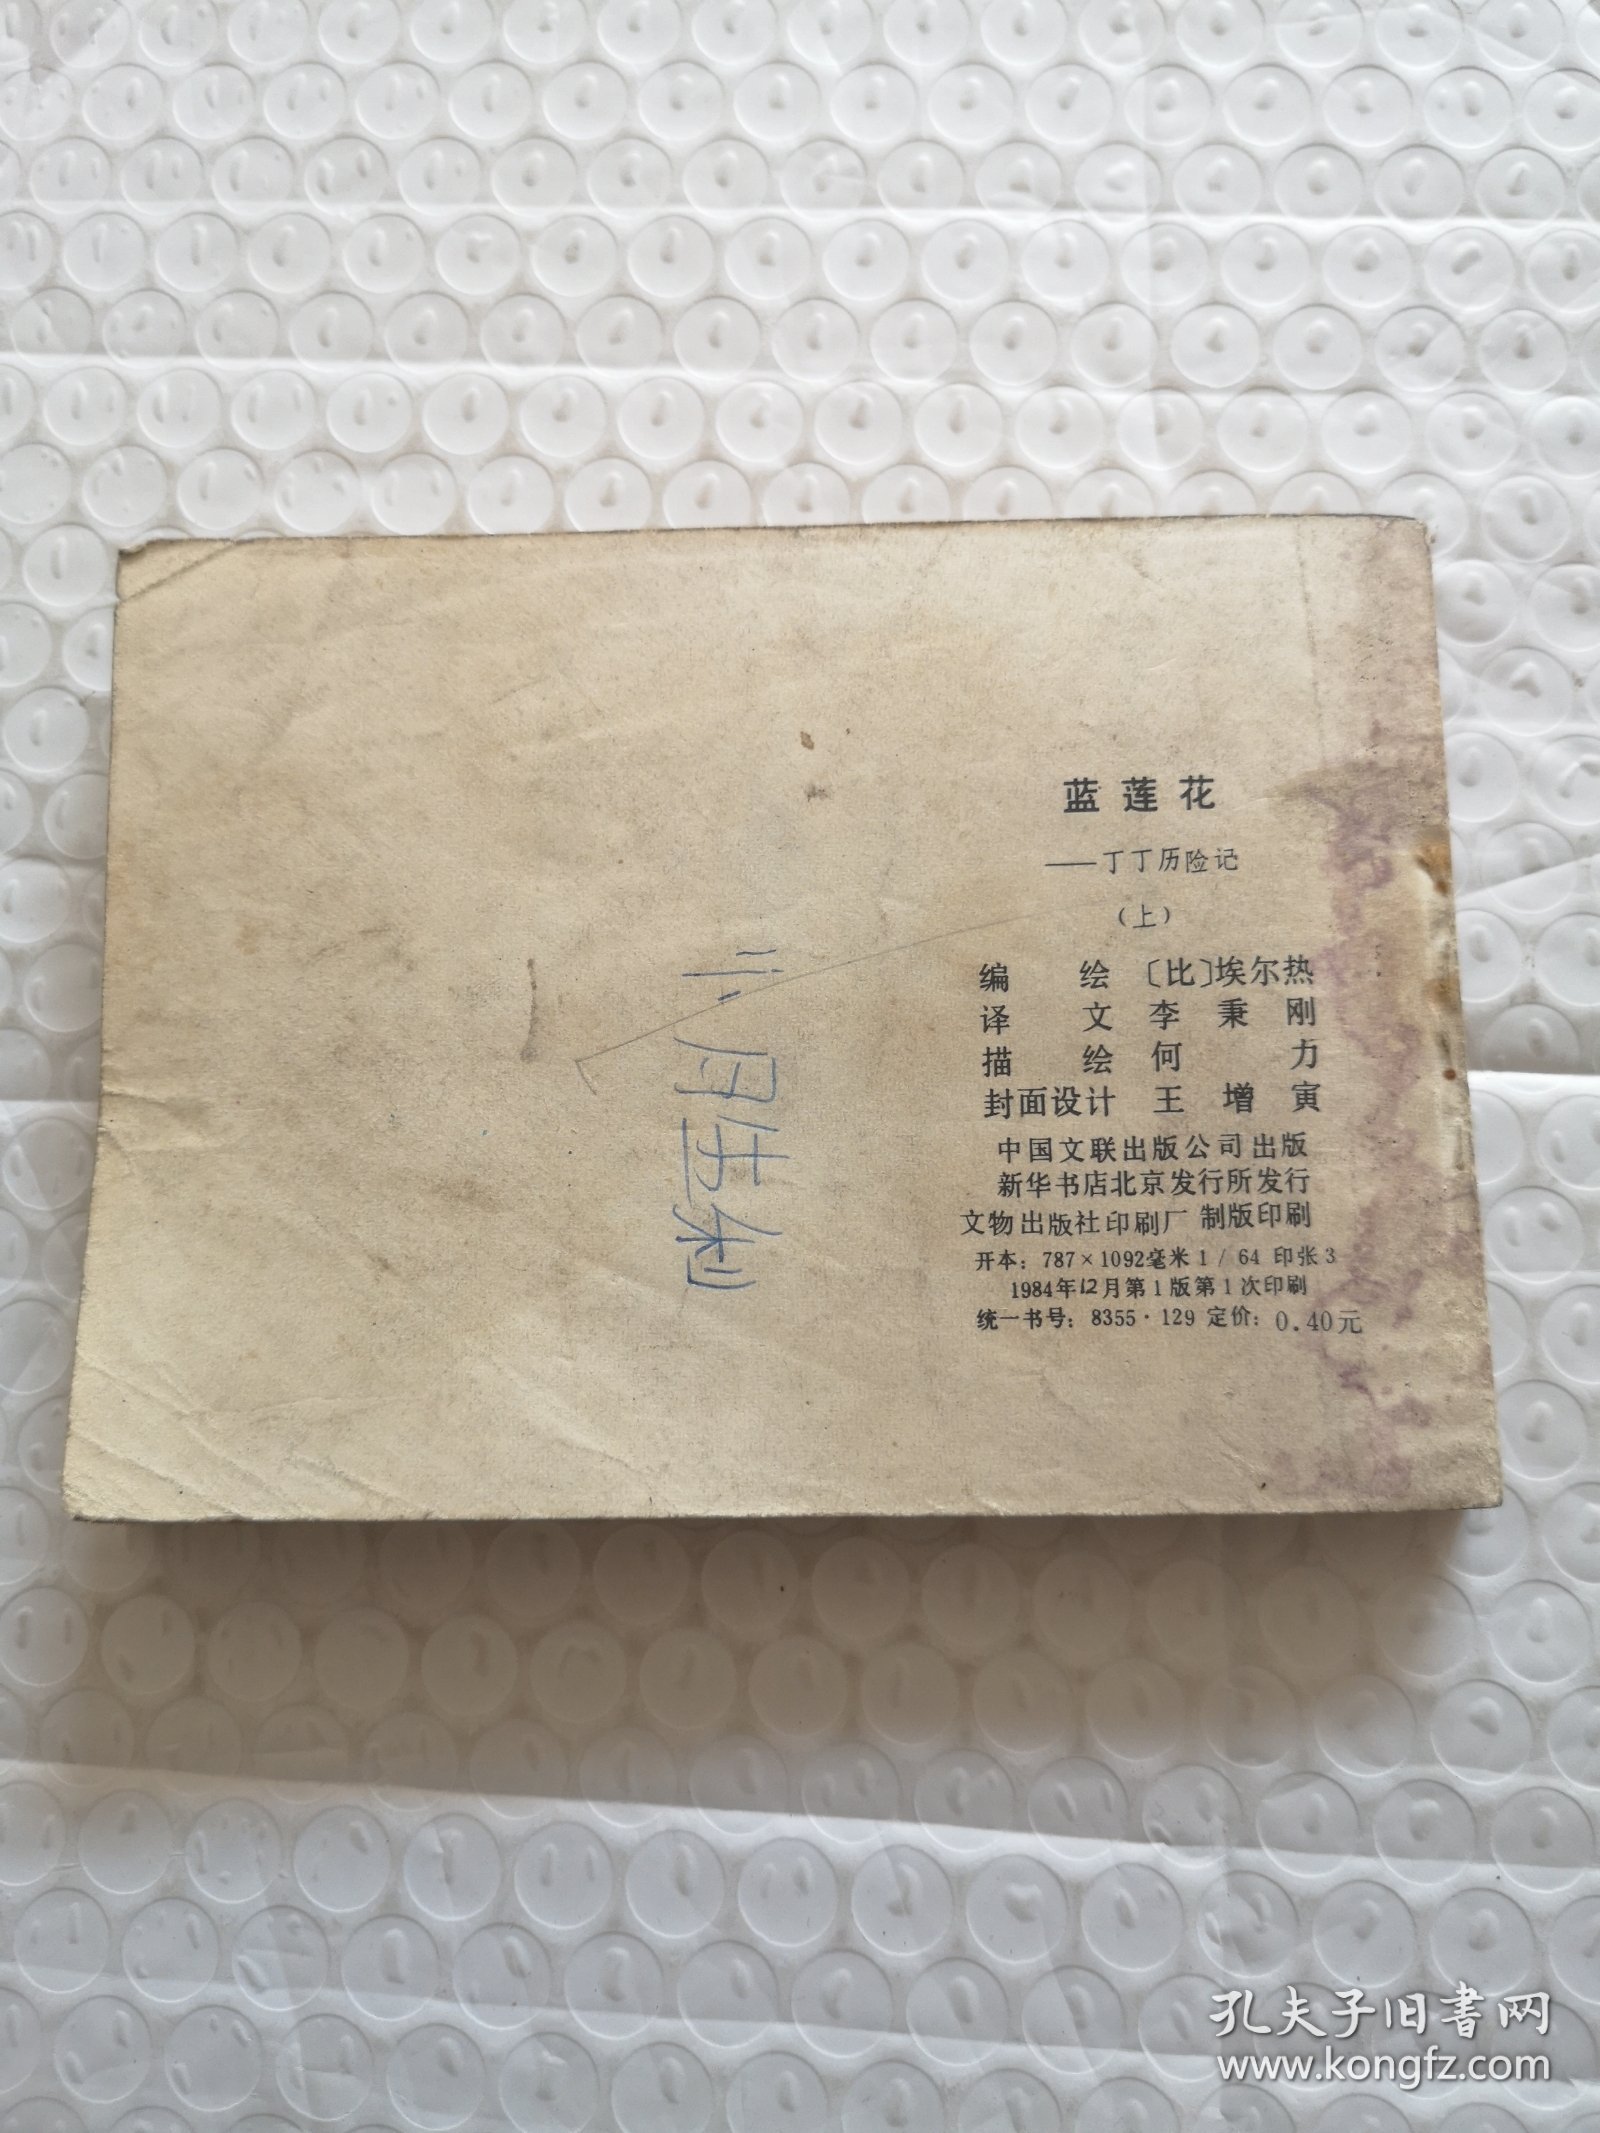 蓝莲花
——丁丁历险记
（上）
编绘〔比〕埃尔热
译文 李秉刚
描绘 何力
封面设计 王增寅
中国文联出版公司出版
新华书店北京发行所发行
文物出版社印刷厂 制版印刷
开本：787×1092毫米 1/64 印张3
1984年12月第1版第1次印刷
统一书号：8355·129 定价：0.40元
孔夫子旧书网
www.kongfz.com